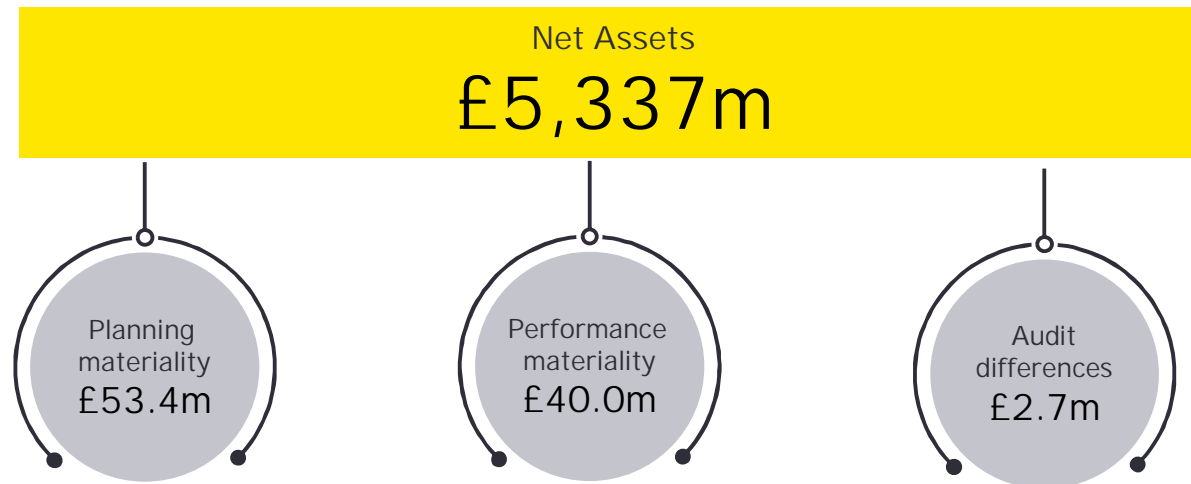 Net Assets
£5,337m
Planning
materiality
£53.4m
Performance
materiality
£40.0m
Audit
differences
£2.7m